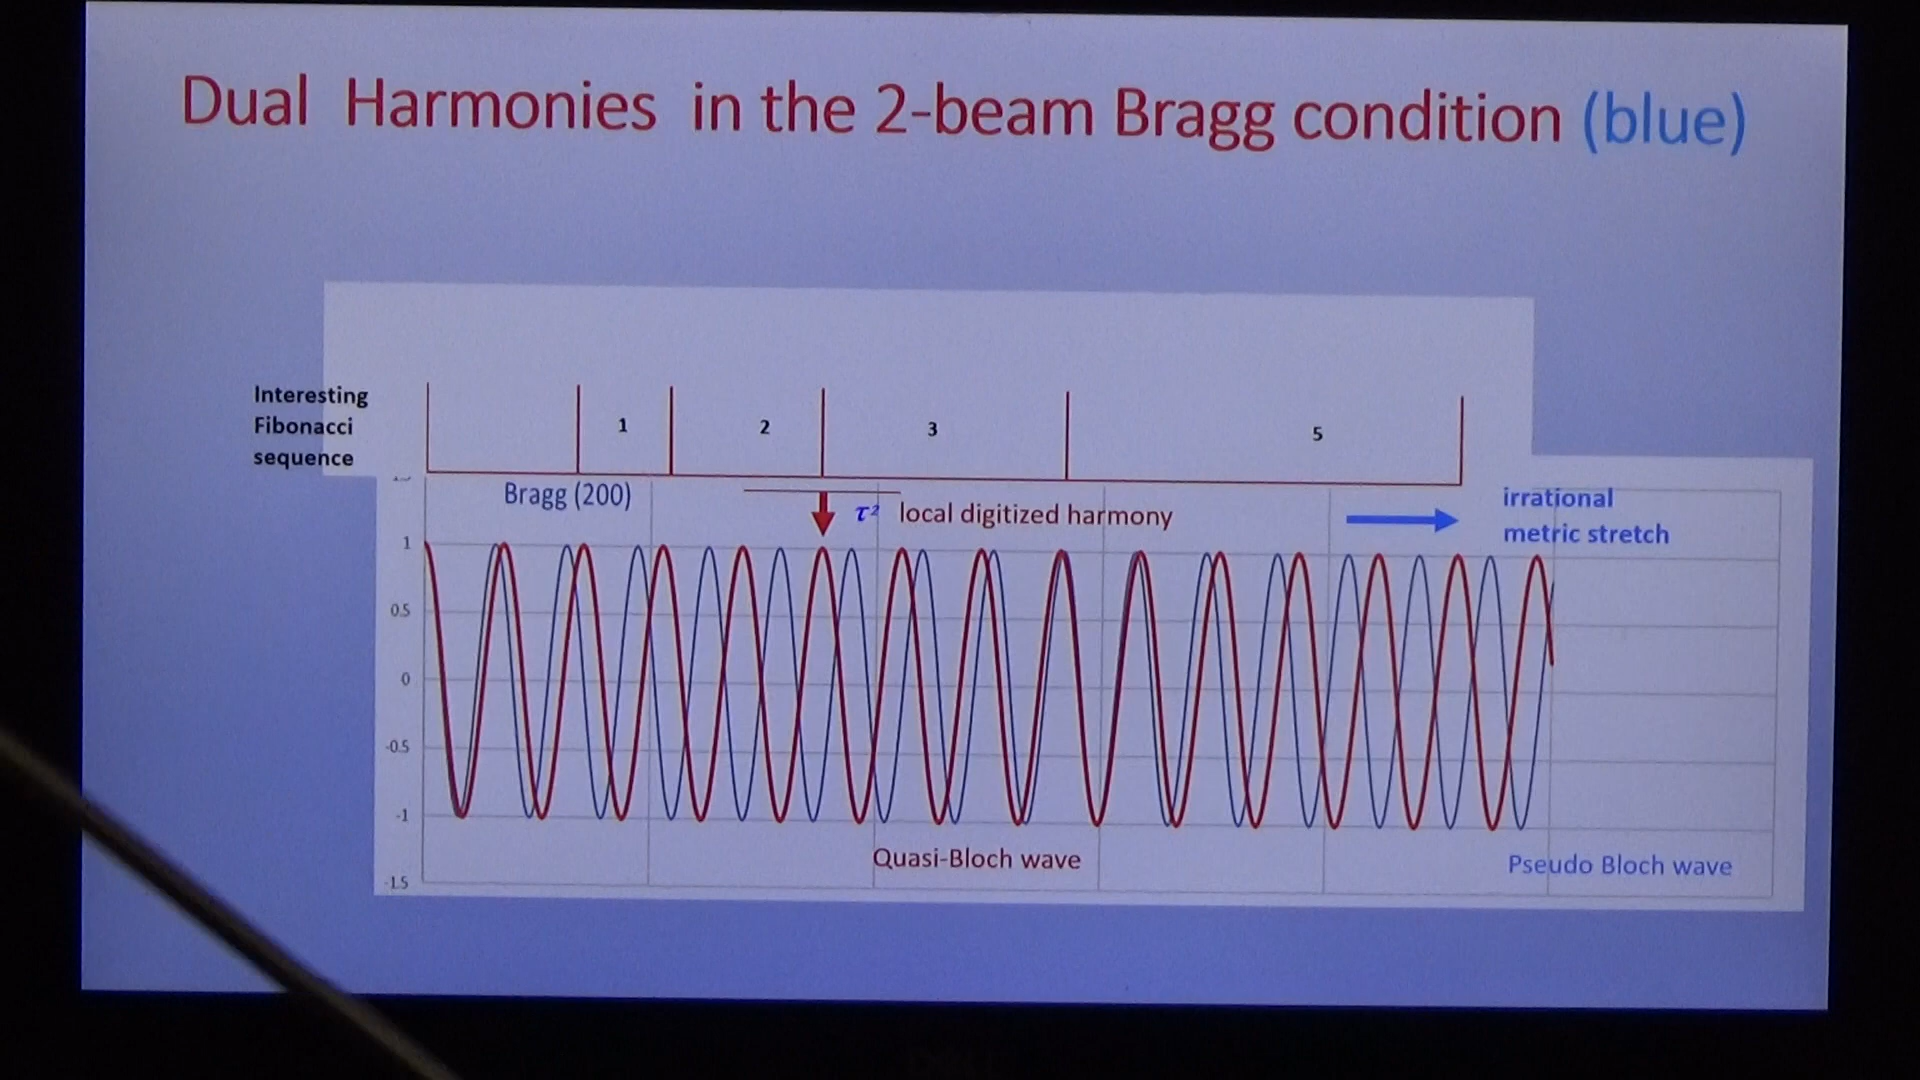 Dual Harmonies in the 2-beam Bragg condition (blue)
Interesting
Fibonacci
sequence
1 2 3 5
Bragg (200)
τ² local digitized harmony
irrational
metric stretch
1
0.5
0
-0.5
-1
-1.5
Quasi-Bloch wave
Pseudo Bloch wave